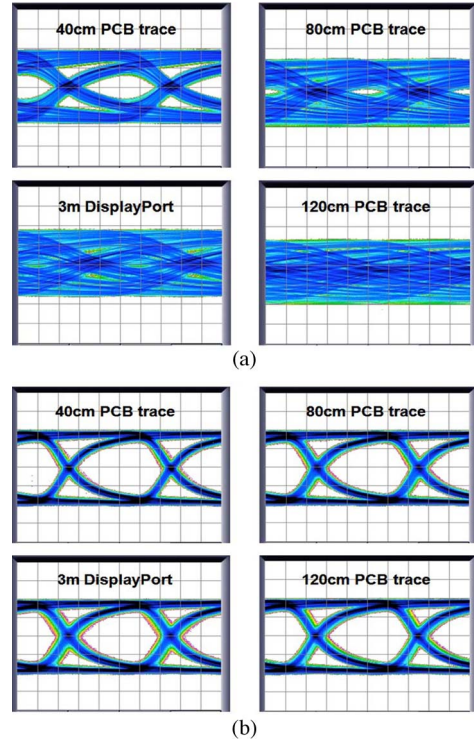 40cm PCB trace
80cm PCB trace
3m DisplayPort
120cm PCB trace
(a)
40cm PCB trace
80cm PCB trace
3m DisplayPort
120cm PCB trace
(b)